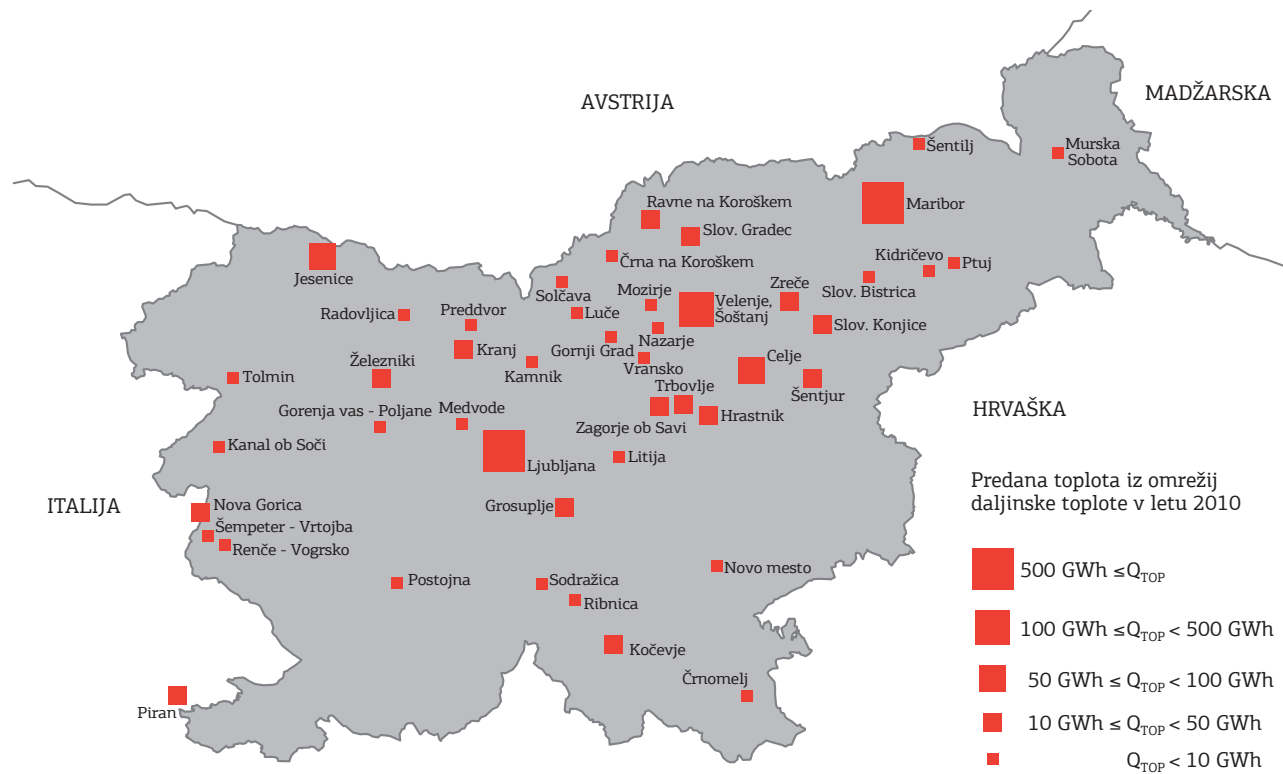 AVSTRIJA
MADŽARSKA
Šentilj
Murska
Sobota
Ravne na Koroškem
Maribor
Slov. Gradec
Kidričevo
Ptuj
Črna na Koroškem
Jesenice
Solčava
Mozirje
Zreče
Slov. Bistrica
Radovljica
Preddvor
Luče
Velenje,
Šoštanj
Slov. Konjice
Nazarje
Kranj
Gornji Grad
Železniki
Kamnik
Vransko
Celje
Tolmin
Trbovlje
Šentjur
Gorenja vas - Poljane
Medvode
HRVAŠKA
Hrastnik
Zagorje ob Savi
Kanal ob Soči
Ljubljana
Litija
ITALIJA
Nova Gorica
Grosuplje
Šempeter - Vrtojba
Renče - Vogrsko
Postojna
Sodražica
Novo mesto
Ribnica
Kočevje
Črnomelj
Piran
Predana toplota iz omrežij
daljinske toplote v letu 2010
500 GWh ≤QTOP
100 GWh ≤QTOP < 500 GWh
50 GWh ≤ QTOP < 100 GWh
10 GWh ≤ QTOP < 50 GWh
QTOP < 10 GWh